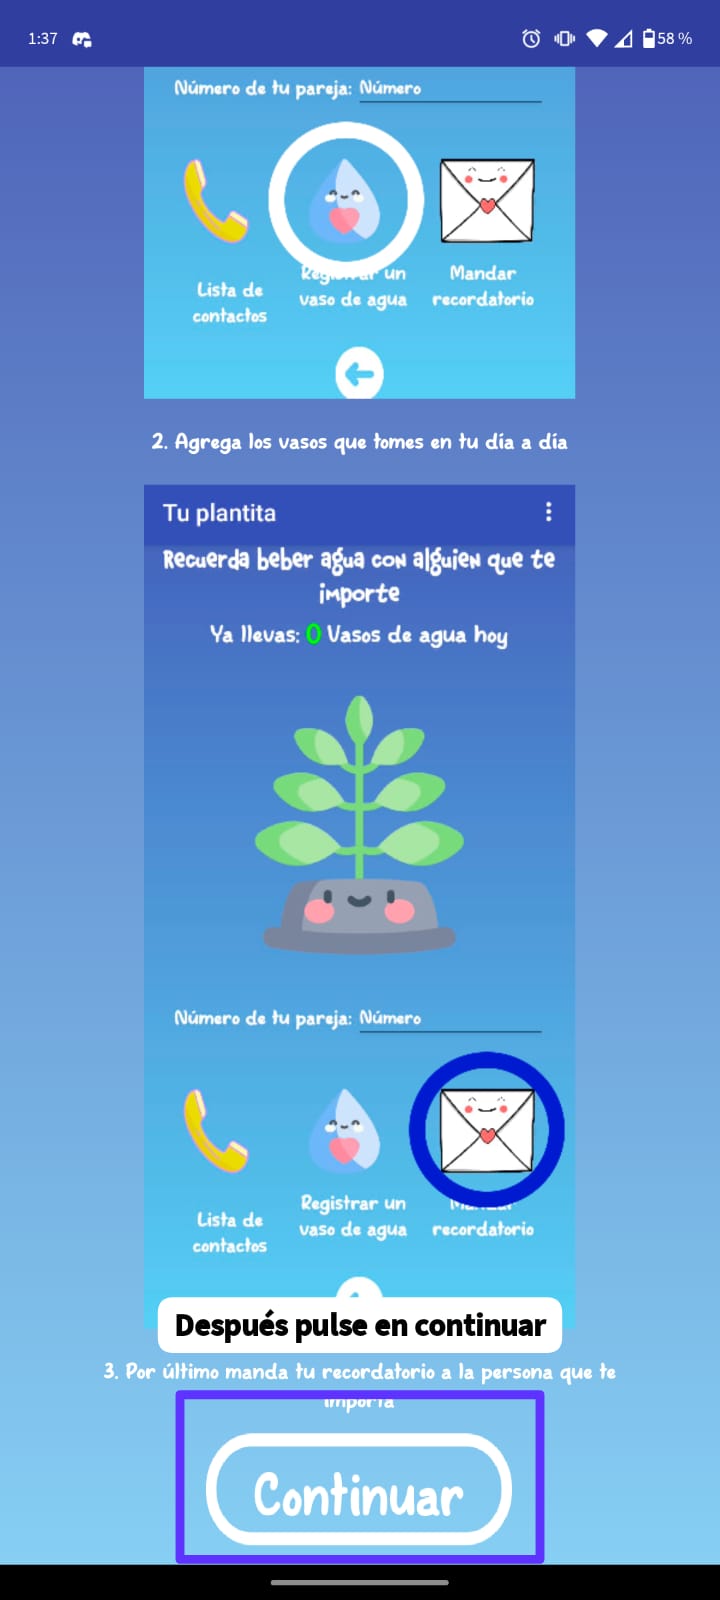 1:37
58 %
Número de tu pareja: Número
Lista de
contactos
Registrar un
vaso de agua
Mandar
recordatorio
2. Agrega los vasos que tomes en tu día a día
Tu plantita
Recuerda beber agua con alguien que te
importe
Ya llevas: 0 Vasos de agua hoy
Número de tu pareja: Número
Lista de
contactos
Registrar un
vaso de agua
recordatorio
Después pulse en continuar
3. Por último manda tu recordatorio a la persona que te
importa
Continuar